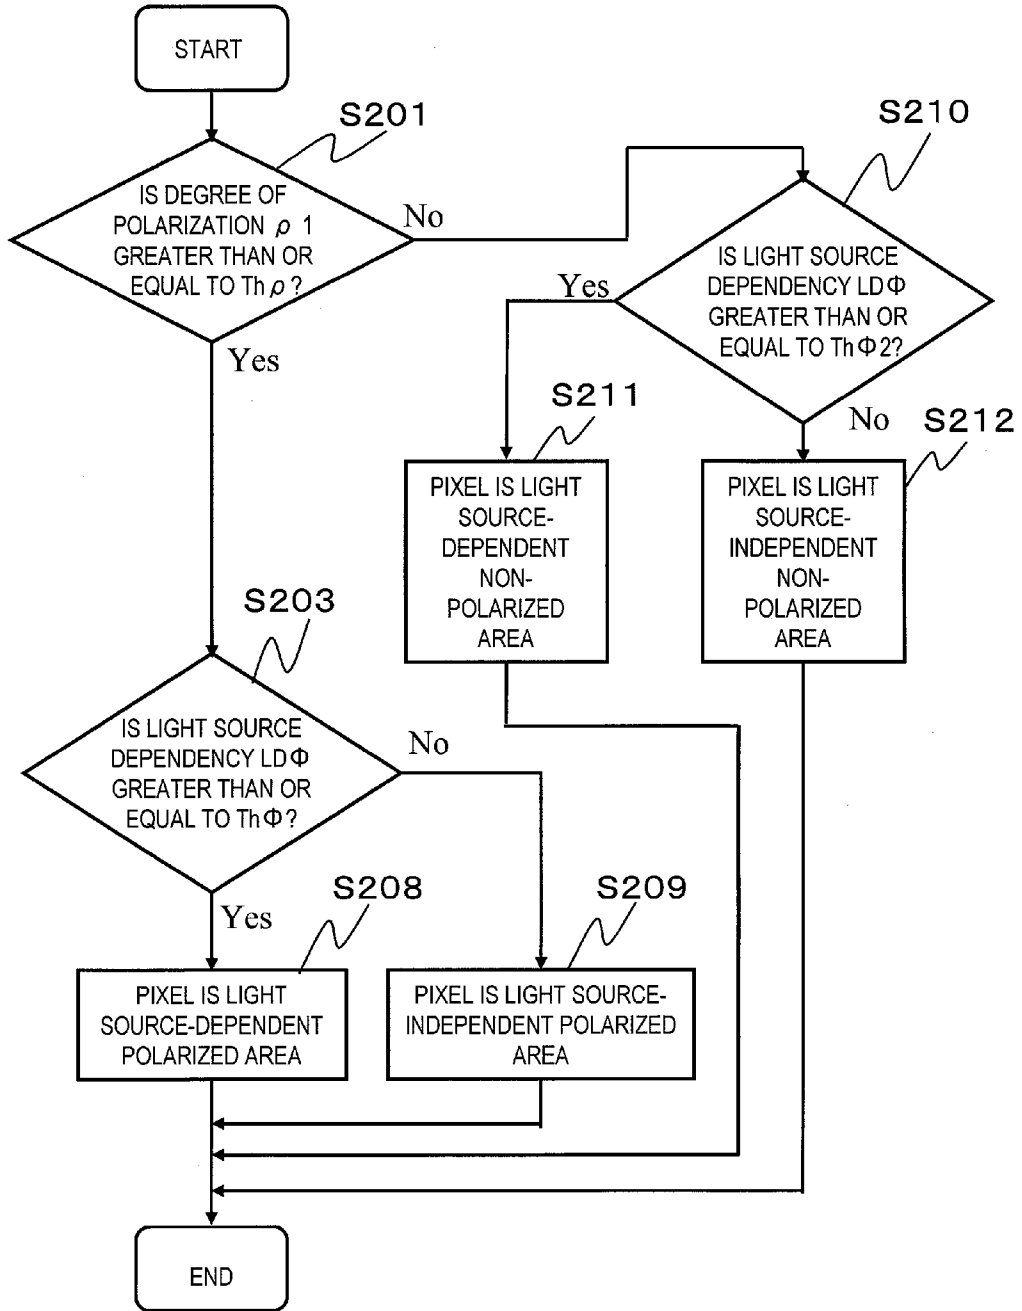 START
S201
IS DEGREE OF
POLARIZATION ρ 1
GREATER THAN OR
EQUAL TO Thρ?
No
Yes
S210
IS LIGHT SOURCE
DEPENDENCY LDΦ
GREATER THAN OR
EQUAL TO ThΦ2?
Yes
No
S211
PIXEL IS LIGHT
SOURCE-
DEPENDENT
NON-
POLARIZED
AREA
S212
PIXEL IS LIGHT
SOURCE-
INDEPENDENT
NON-
POLARIZED
AREA
S203
IS LIGHT SOURCE
DEPENDENCY LDΦ
GREATER THAN OR
EQUAL TO ThΦ?
No
Yes
S208
PIXEL IS LIGHT
SOURCE-DEPENDENT
POLARIZED AREA
S209
PIXEL IS LIGHT SOURCE-
INDEPENDENT POLARIZED
AREA
END